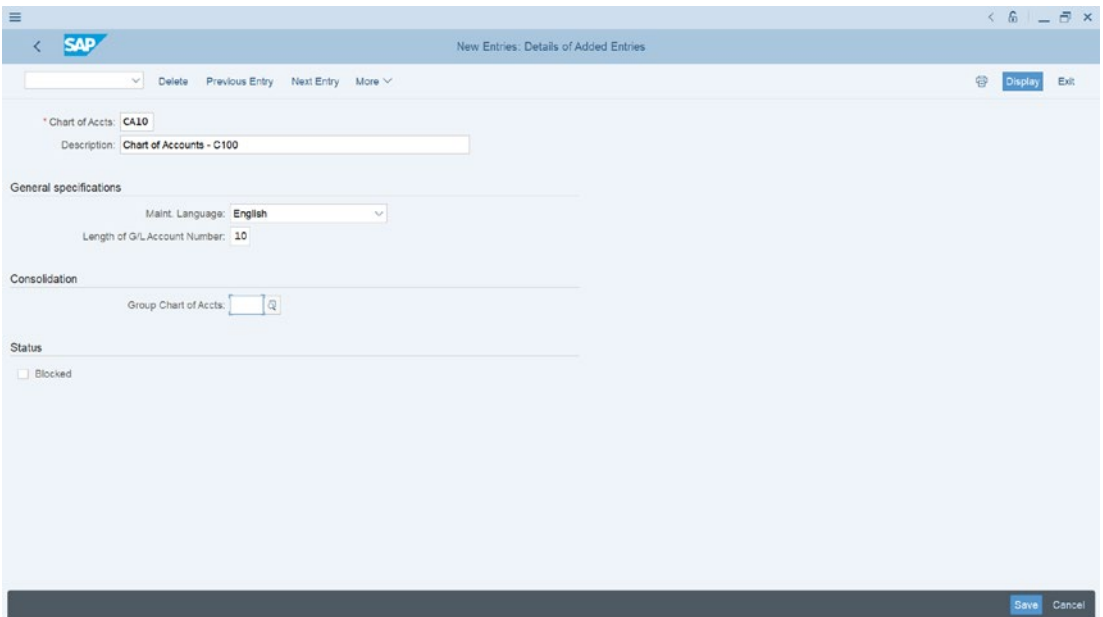 SAP New Entries: Details of Added Entries
Delete Previous Entry Next Entry More Display Exit
* Chart of Accts: CA10
Description: Chart of Accounts - C100
General specifications
Maint. Language: English
Length of G/L Account Number: 10
Consolidation
Group Chart of Accts:
Status
Blocked
Save Cancel